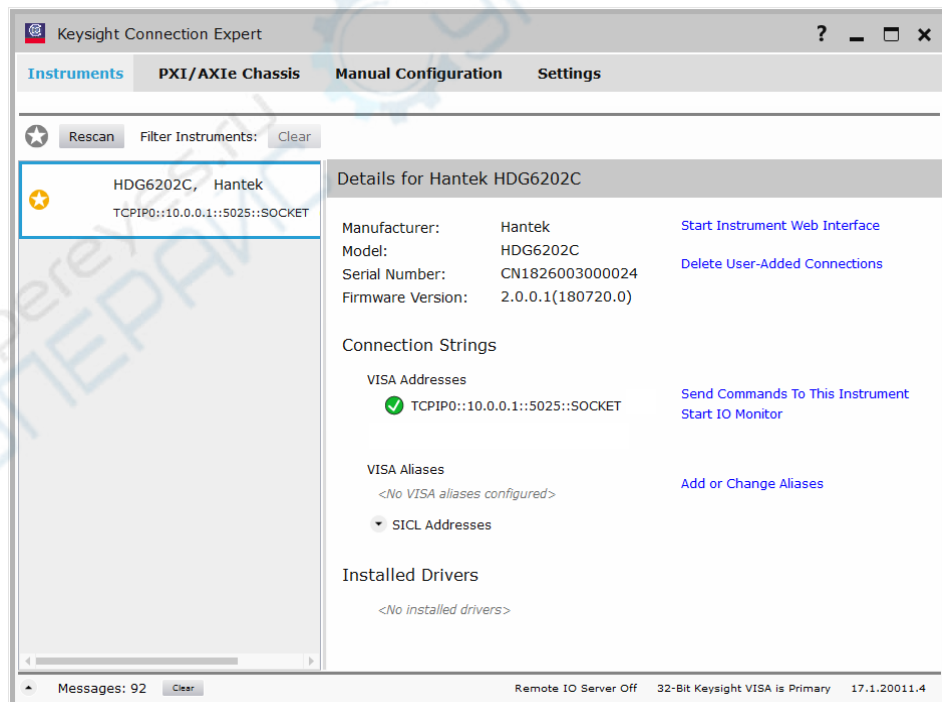 Keysight Connection Expert
?
Instruments PXI/AXIe Chassis Manual Configuration Settings
Rescan Filter Instruments: Clear
HDG6202C, Hantek
TCPIP0::10.0.0.1::5025::SOCKET
Details for Hantek HDG6202C
Manufacturer: Hantek
Model: HDG6202C
Serial Number: CN1826003000024
Firmware Version: 2.0.0.1(180720.0)
Start Instrument Web Interface
Delete User-Added Connections
Connection Strings
VISA Addresses
TCPIP0::10.0.0.1::5025::SOCKET
Send Commands To This Instrument
Start IO Monitor
VISA Aliases
<No VISA aliases configured>
Add or Change Aliases
SICL Addresses
Installed Drivers
<No installed drivers>
Messages: 92 Clear
Remote IO Server Off 32-Bit Keysight VISA is Primary 17.1.20011.4